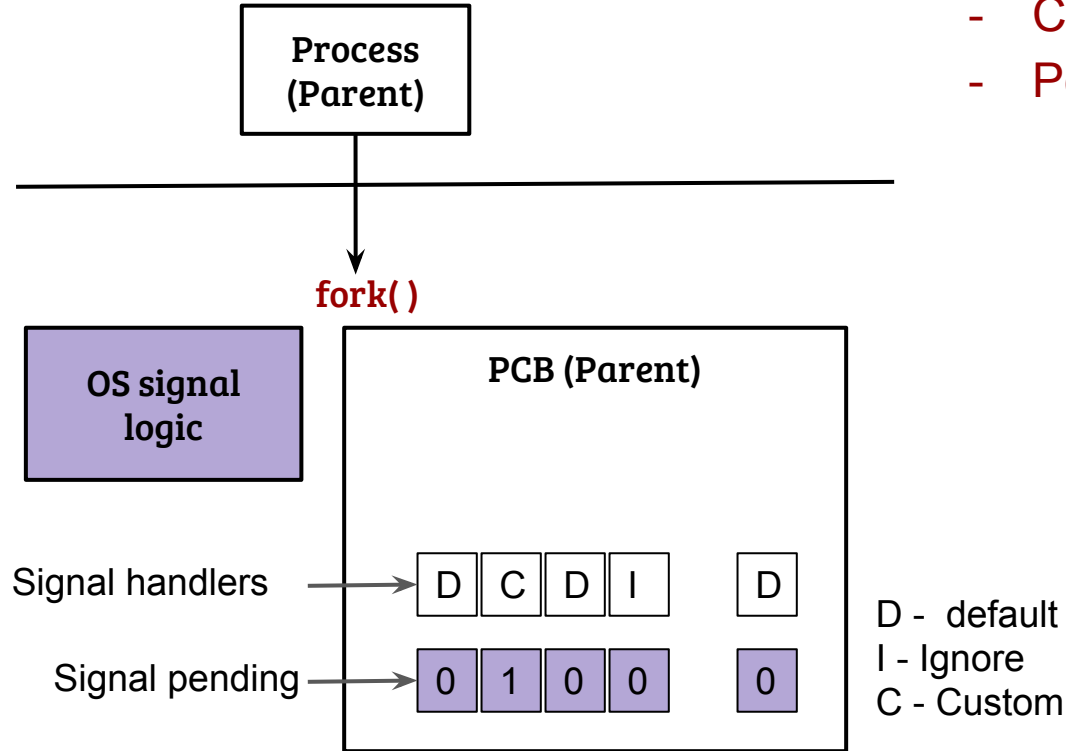 Process
(Parent)
- C
- P
fork( )
OS signal
logic
PCB (Parent)
Signal handlers
D C D I D
Signal pending
0 1 0 0 0
D - default
I - Ignore
C - Custom